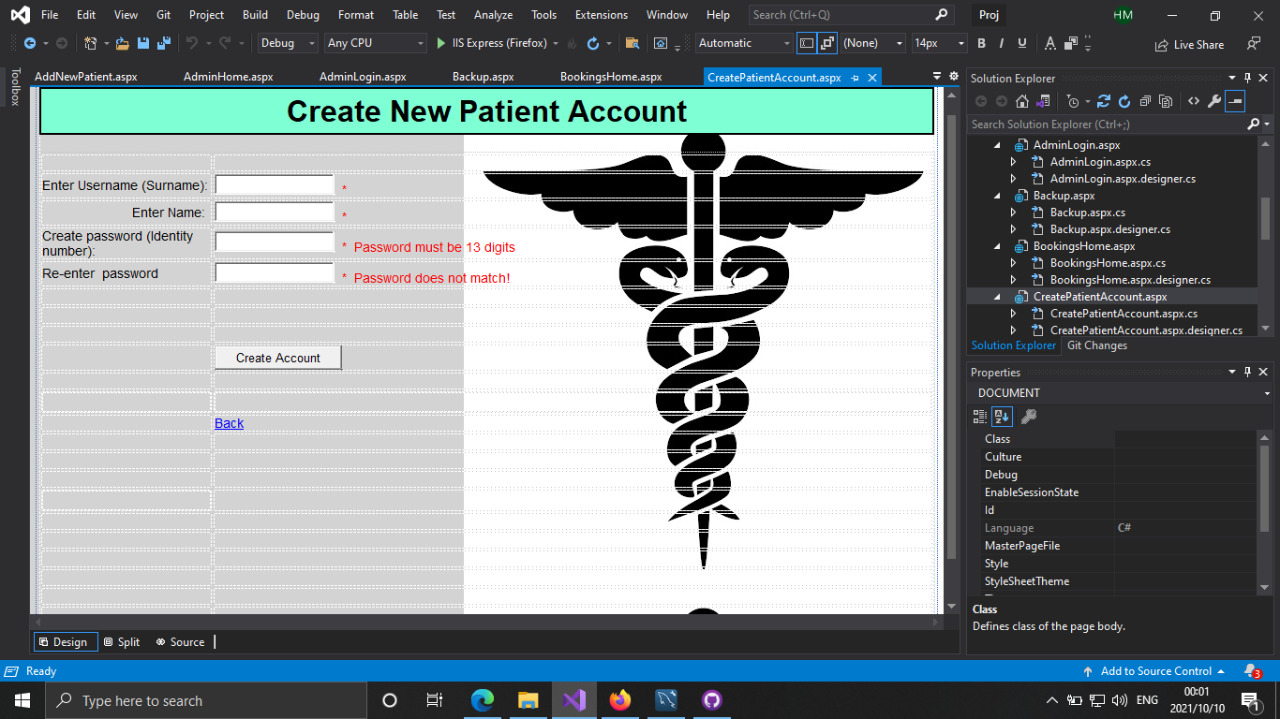 File Edit View Git Project Build Debug Format Table Test Analyze Tools Extensions Window Help Search (Ctrl+Q) Proj HM
Debug Any CPU IIS Express (Firefox) Automatic (None) 14px B I U A Live Share
Toolbox
AddNewPatient.aspx AdminHome.aspx AdminLogin.aspx Backup.aspx BookingsHome.aspx CreatePatientAccount.aspx
Create New Patient Account
Enter Username (Surname): *
Enter Name: *
Create password (Identity
number): * Password must be 13 digits
Re-enter password * Password does not match!
Create Account
Back
Design Split Source
Solution Explorer
Search Solution Explorer (Ctrl+;)
AdminLogin.aspx
AdminLogin.aspx.cs
AdminLogin.aspx.designer.cs
Backup.aspx
Backup.aspx.cs
Backup.aspx.designer.cs
BookingsHome.aspx
BookingsHome.aspx.cs
BookingsHome.aspx.designer.cs
CreatePatientAccount.aspx
CreatePatientAccount.aspx.cs
CreatePatientAccount.aspx.designer.cs
Solution Explorer Git Changes
Properties
DOCUMENT
Class
Culture
Debug
EnableSessionState
Id
Language C#
MasterPageFile
Style
StyleSheetTheme
Class
Defines class of the page body.
Ready Add to Source Control 3
Type here to search ENG 00:01
2021/10/10 1